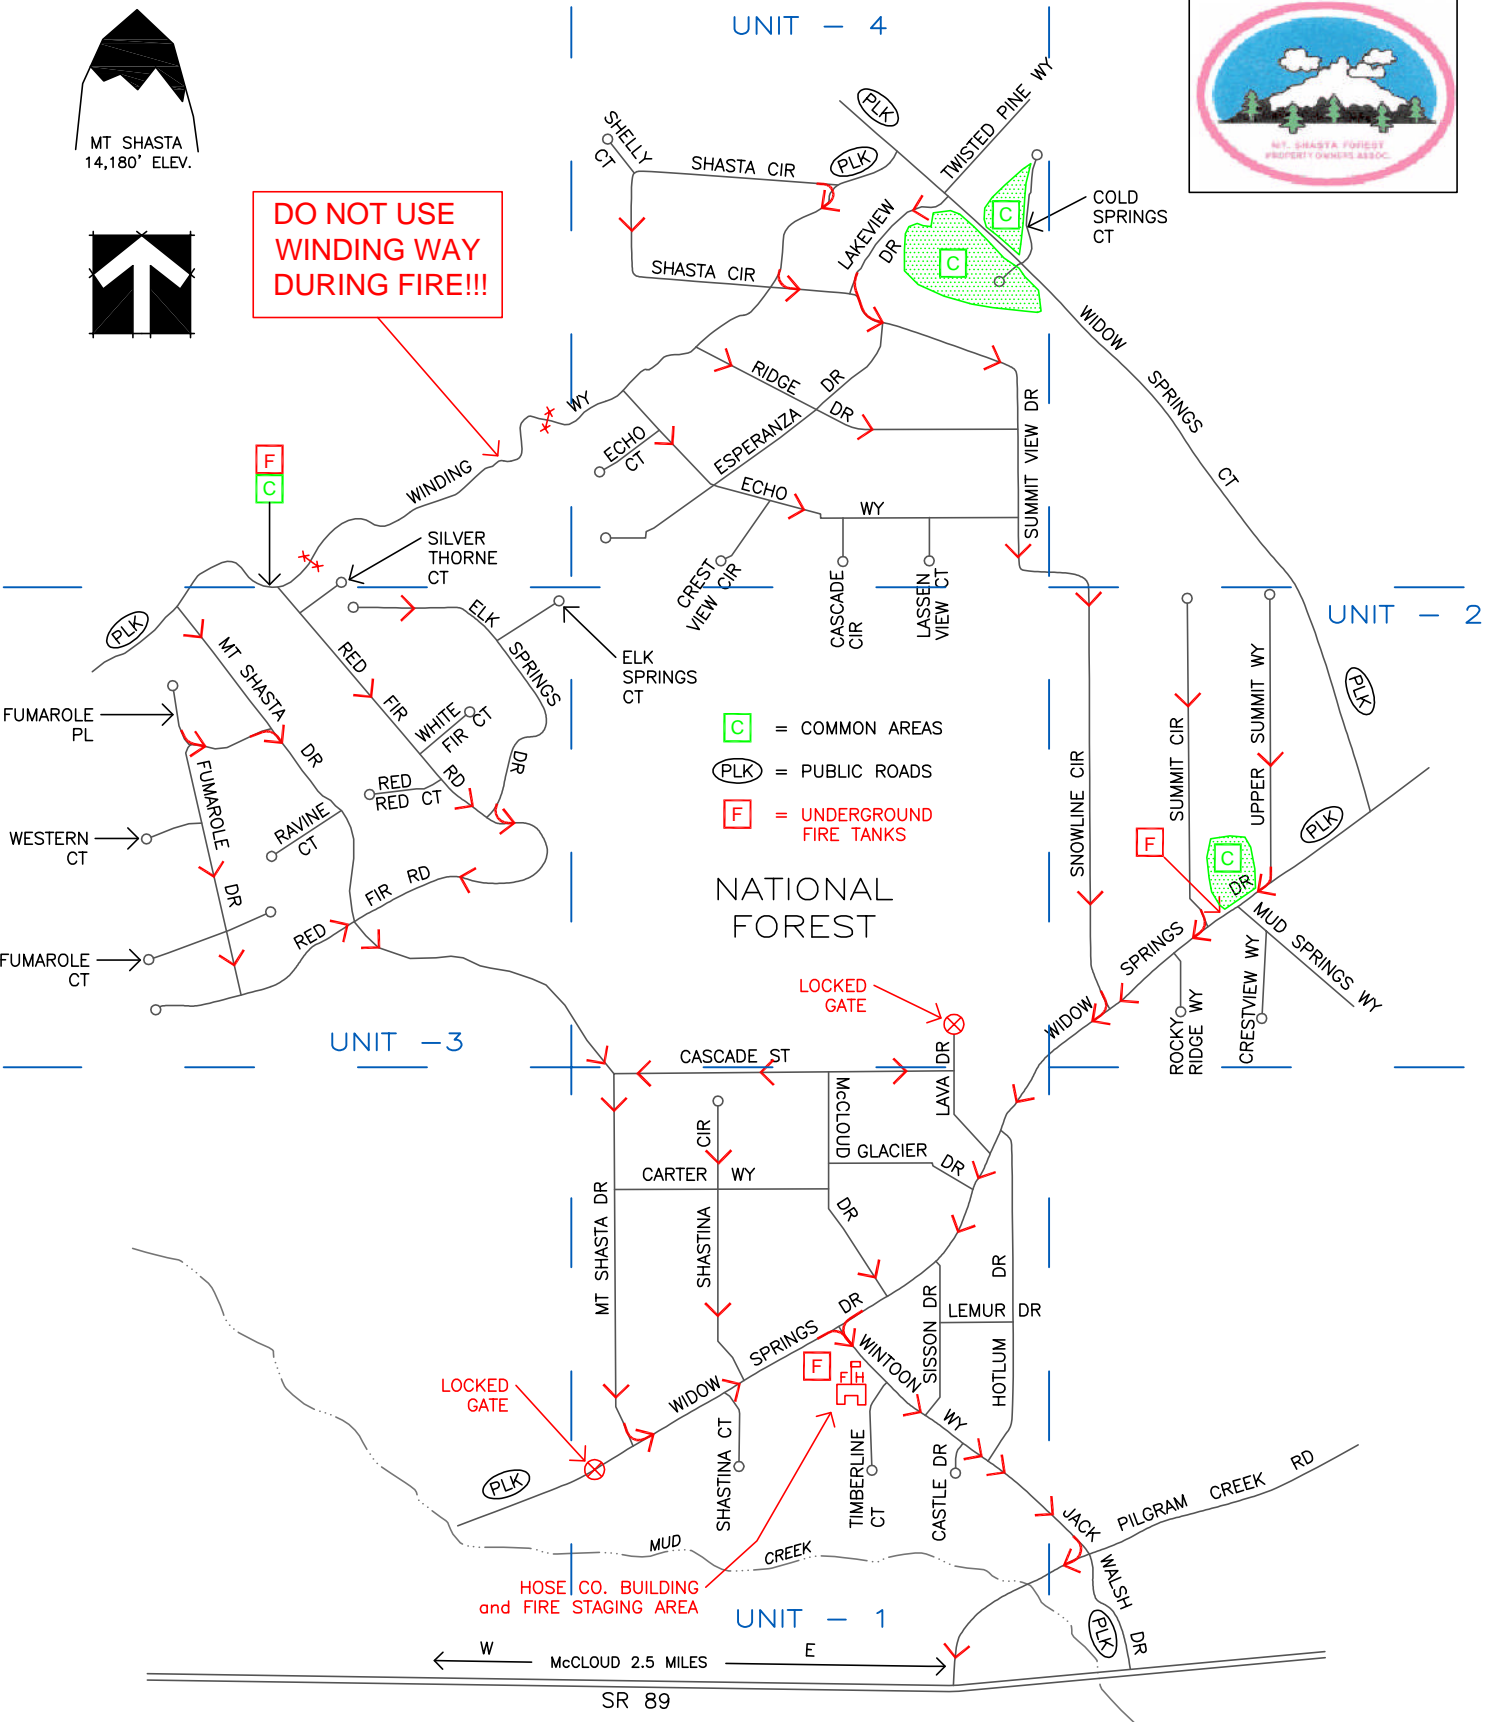 UNIT - 4
MT SHASTA
14,180' ELEV.
MT. SHASTA FOREST
PROPERTY OWNERS ASSOC.
DO NOT USE
WINDING WAY
DURING FIRE!!!
PLK
TWISTED PINE WY
SHELLY
CT
SHASTA CIR
PLK
LAKEVIEW
DR
C
C
COLD
SPRINGS
CT
SHASTA CIR
WIDOW
SPRINGS
CT
RIDGE
DR
ESPERANZA
DR
SUMMIT VIEW DR
WINDING
WY
ECHO
CT
ECHO
WY
F
C
SILVER
THORNE
CT
CREST
VIEW CIR
CASCADE
CIR
LASSEN
VIEW CT
PLK
MT SHASTA
DR
RED
FIR
RD
ELK
SPRINGS
DR
ELK
SPRINGS
CT
UNIT - 2
FUMAROLE
PL
WHITE
FIR CT
C = COMMON AREAS
PLK = PUBLIC ROADS
F = UNDERGROUND
FIRE TANKS
RED
RED CT
FUMAROLE
DR
RAVINE
CT
WESTERN
CT
SNOWLINE CIR
SUMMIT CIR
UPPER
SUMMIT WY
PLK
PLK
F
C
NATIONAL
FOREST
RED
FIR RD
FUMAROLE
CT
WIDOW
SPRINGS
DR
MUD SPRINGS WY
CRESTVIEW WY
ROCKY
RIDGE WY
LOCKED
GATE
UNIT -3
CASCADE ST
LAVA DR
McCLOUD
DR
GLACIER
DR
CARTER WY
SHASTINA
CIR
MT SHASTA DR
WIDOW
SPRINGS
DR
SISSON DR
LEMUR DR
HOTLUM
DR
F
FH
WINTOON
WY
LOCKED
GATE
SHASTINA CT
TIMBERLINE
CT
CASTLE DR
PLK
JACK
WALSH
DR
PILGRAM CREEK RD
MUD
CREEK
HOSE CO. BUILDING
and FIRE STAGING AREA
UNIT - 1
PLK
W
E
McCLOUD 2.5 MILES
SR 89